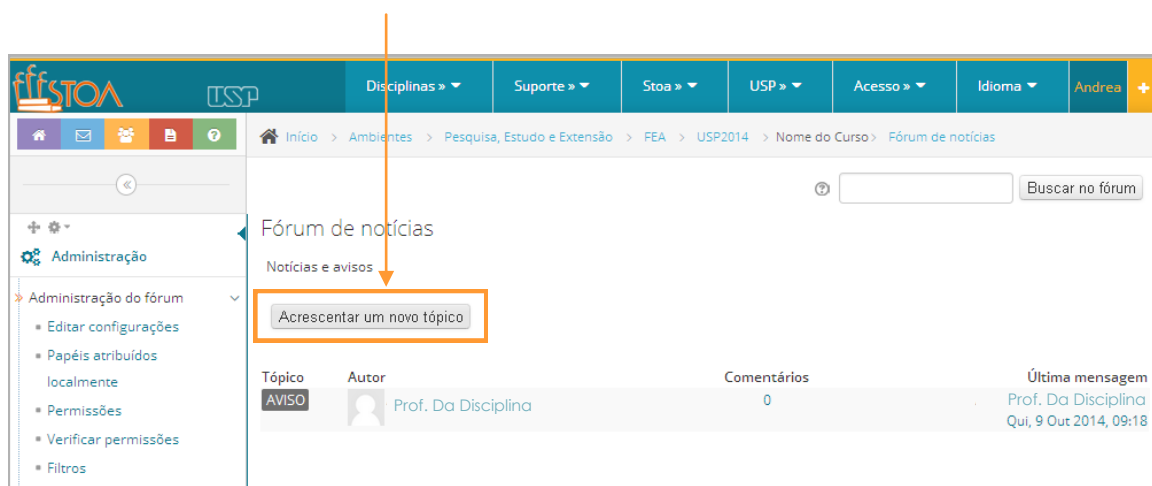 STOA USP Disciplinas » Suporte » Stoa » USP » Acesso » Idioma Andrea +
Início > Ambientes > Pesquisa, Estudo e Extensão > FEA > USP2014 > Nome do Curso > Fórum de notícias
Buscar no fórum
Fórum de notícias
Administração
Notícias e avisos
Administração do fórum
Acrescentar um novo tópico
Editar configurações
Papéis atribuídos
localmente
Permissões
Verificar permissões
Filtros
Tópico Autor Comentários Última mensagem
AVISO Prof. Da Disciplina 0 Prof. Da Disciplina
Qui, 9 Out 2014, 09:18